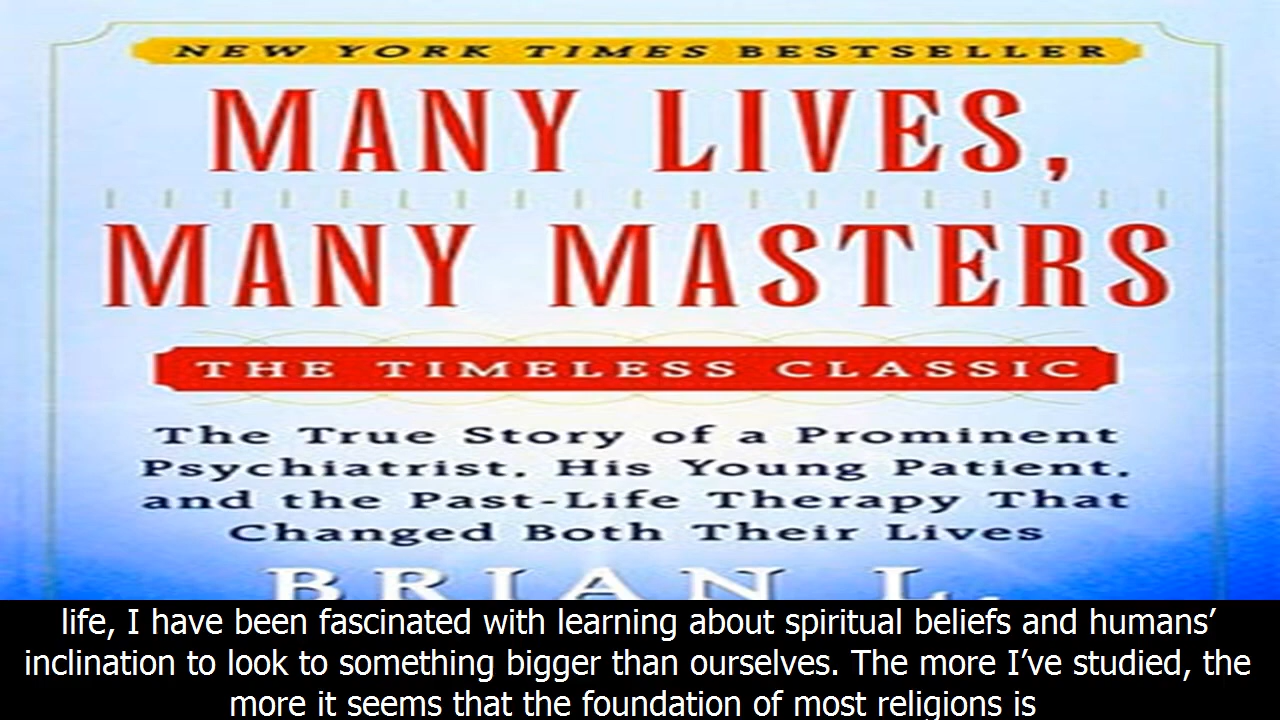 NEW YORK TIMES BESTSELLER
MANY LIVES,
MANY MASTERS
THE TIMELESS CLASSIC
The True Story of a Prominent
Psychiatrist, His Young Patient,
and the Past-Life Therapy That
Changed Both Their Lives
BRIAN L.
life, I have been fascinated with learning about spiritual beliefs and humans’
inclination to look to something bigger than ourselves. The more I’ve studied, the
more it seems that the foundation of most religions is